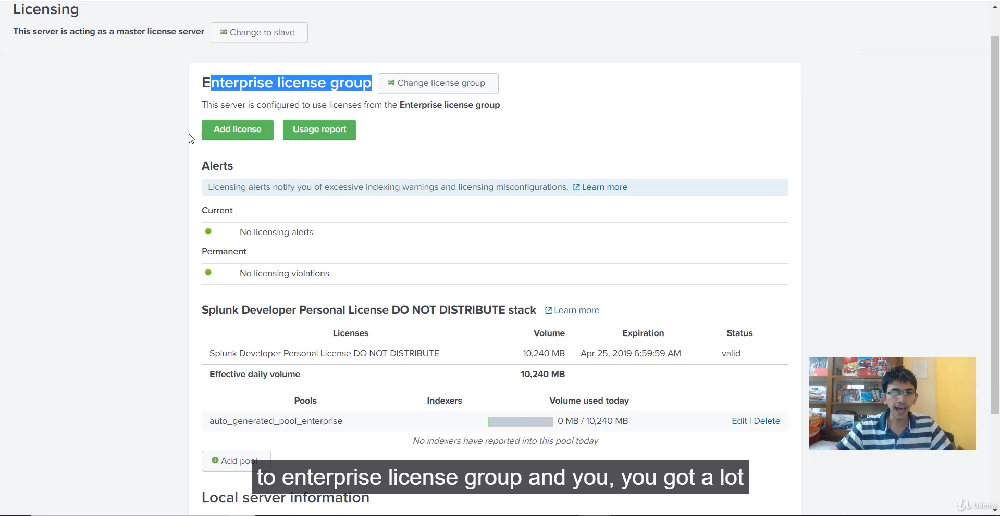 Licensing
This server is acting as a master license server
Change to slave
Enterprise license group
Change license group
This server is configured to use licenses from the Enterprise license group
Add license
Usage report
Alerts
Licensing alerts notify you of excessive indexing warnings and licensing misconfigurations. Learn more
Current
No licensing alerts
Permanent
No licensing violations
Splunk Developer Personal License DO NOT DISTRIBUTE stack Learn more
Licenses Volume Expiration Status
Splunk Developer Personal License DO NOT DISTRIBUTE 10,240 MB Apr 25, 2019 6:59:59 AM valid
Effective daily volume 10,240 MB
Pools Indexers Volume used today
auto_generated_pool_enterprise 0 MB / 10,240 MB Edit | Delete
No indexers have reported into this pool today
Add pool
to enterprise license group and you, you got a lot
Local server information
Udemy